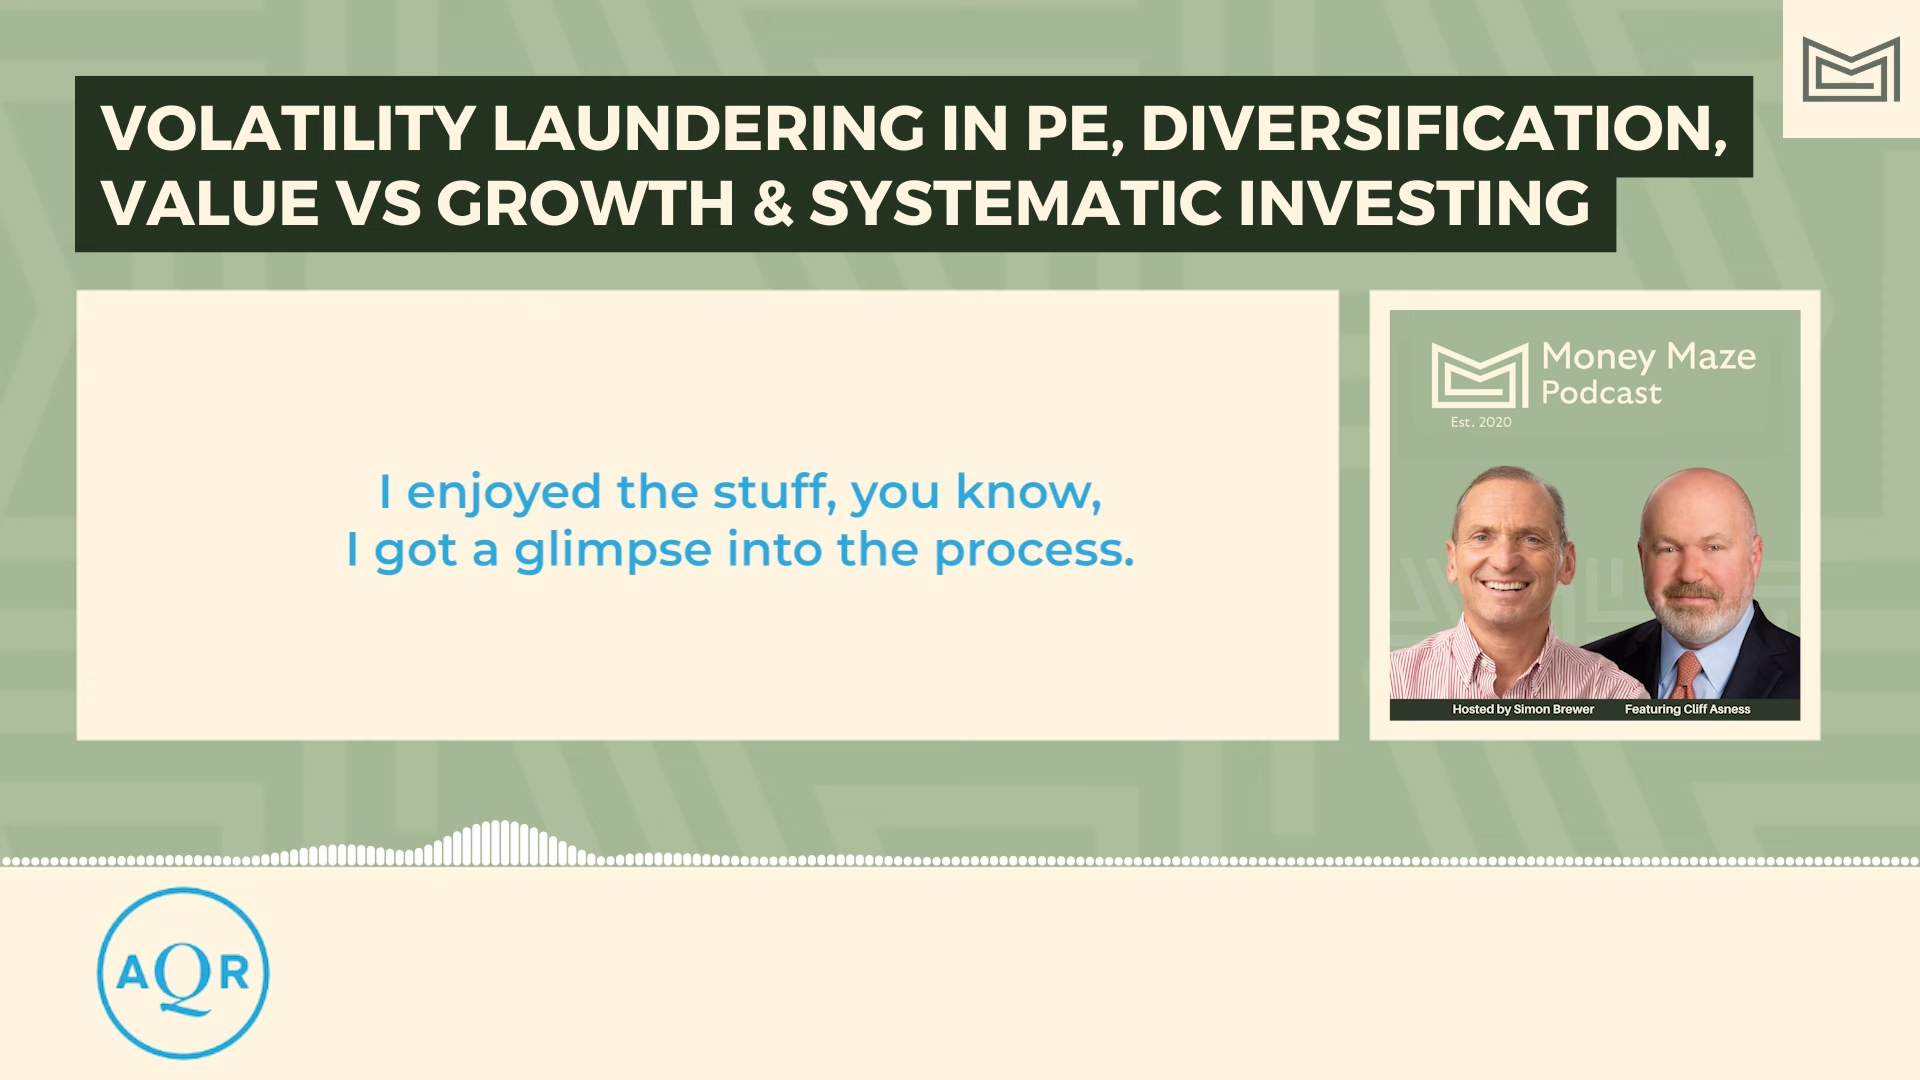 VOLATILITY LAUNDERING IN PE, DIVERSIFICATION,
VALUE VS GROWTH & SYSTEMATIC INVESTING
I enjoyed the stuff, you know,
I got a glimpse into the process.
Money Maze
Podcast
Est. 2020
Hosted by Simon Brewer
Featuring Cliff Asness
AQR